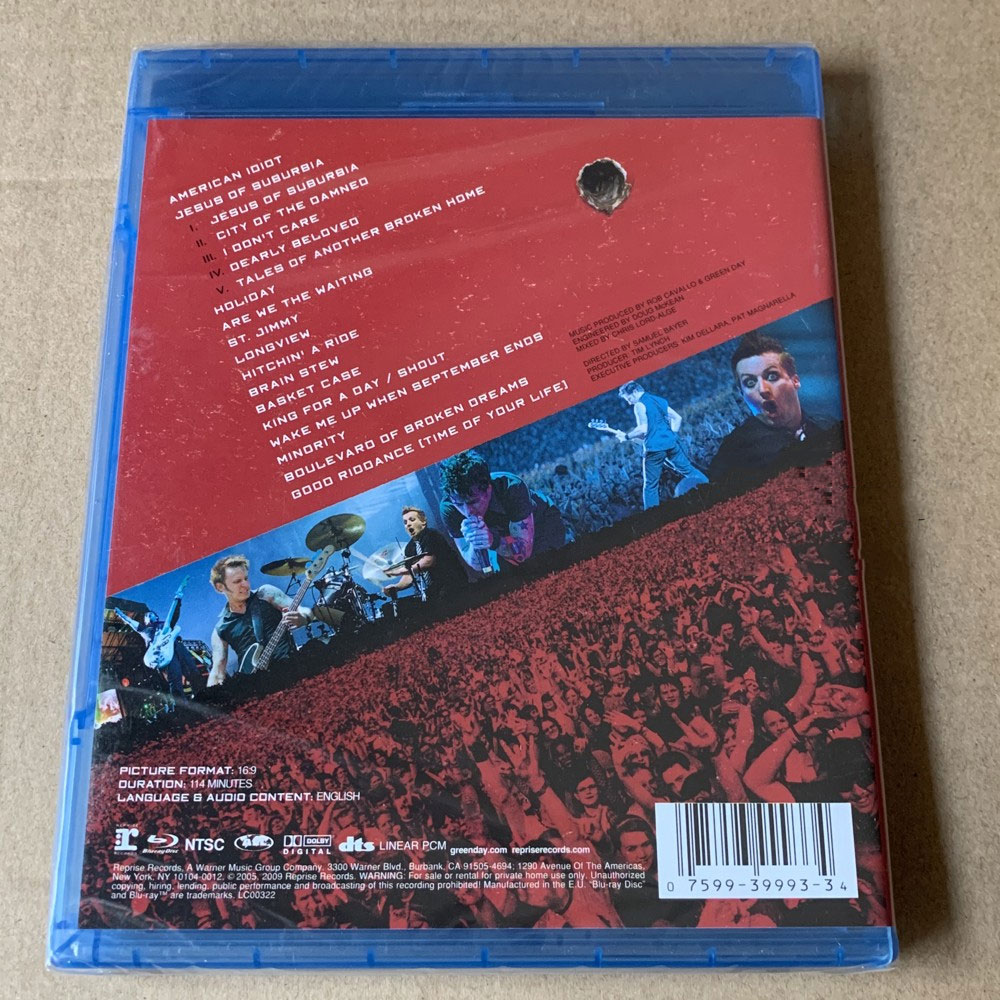 AMERICAN IDIOT
JESUS OF SUBURBIA
I. JESUS OF SUBURBIA
II. CITY OF THE DAMNED
III. I DON'T CARE
IV. DEARLY BELOVED
V. TALES OF ANOTHER BROKEN HOME
HOLIDAY
ARE WE THE WAITING
ST. JIMMY
LONGVIEW
HITCHIN' A RIDE
BRAIN STEW
BASKET CASE
KING FOR A DAY / SHOUT
WAKE ME UP WHEN SEPTEMBER ENDS
MINORITY
BOULEVARD OF BROKEN DREAMS
GOOD RIDDANCE [TIME OF YOUR LIFE]
MUSIC PRODUCED BY ROB CAVALLO & GREEN DAY
ENGINEERED BY DOUG McKEAN
MIXED BY CHRIS LORD-ALGE
DIRECTED BY SAMUEL BAYER
PRODUCER TIM LYNCH
EXECUTIVE PRODUCERS KIM DELLARA, PAT MAGNARELLA
PICTURE FORMAT: 16:9
DURATION: 114 MINUTES
LANGUAGE & AUDIO CONTENT: ENGLISH
REPRISE r RECORDS Blu-ray Disc NTSC DOLBY DIGITAL dts LINEAR PCM greenday.com repriserecords.com
Reprise Records. A Warner Music Group Company. 3300 Warner Blvd., Burbank, CA 91505-4694; 1290 Avenue Of The Americas,
New York, NY 10104-0012. © 2005, 2009 Reprise Records. WARNING: For sale or rental for private home use only. Unauthorized
copying, hiring, lending, public performance and broadcasting of this recording prohibited! Manufactured in the E.U. "Blu-ray Disc"
and Blu-ray ™ are trademarks. LC00322
0 7599-39993-3 4